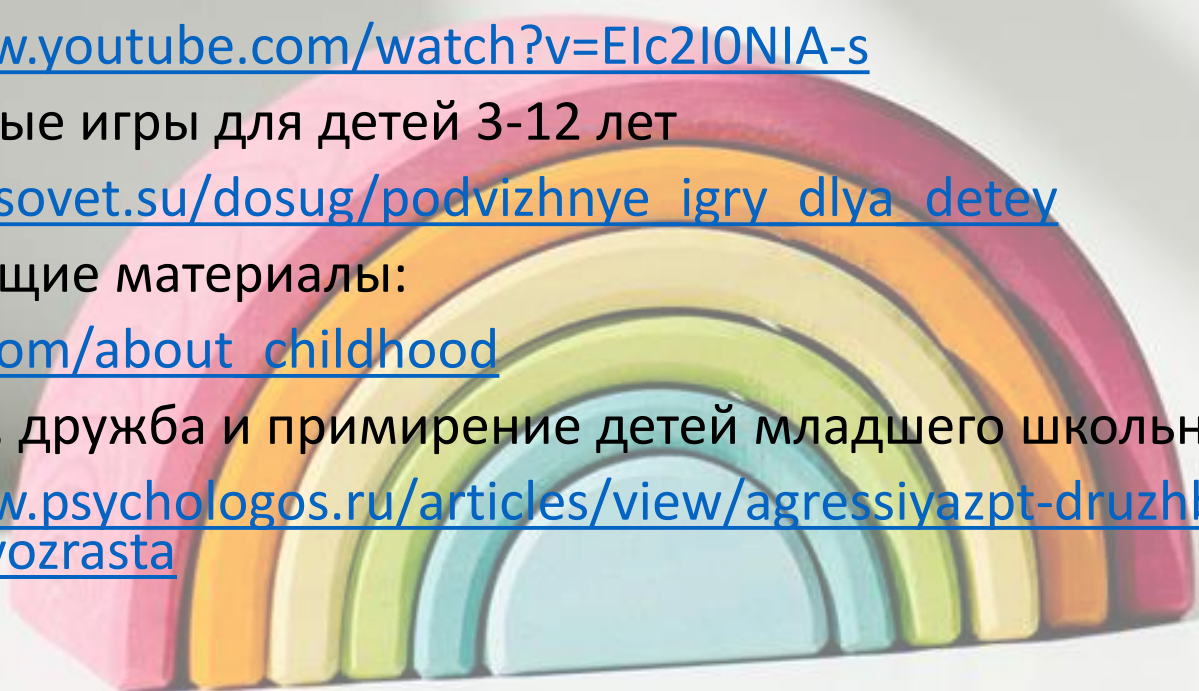 w.youtube.com/watch?v=EIc2I0NIA-s
ые игры для детей 3-12 лет
sovet.su/dosug/podvizhnye_igry_dlya_detey
щие материалы:
om/about_childhood
, дружба и примирение детей младшего школьн
w.psychologos.ru/articles/view/agressiyazpt-druzhb
vozrasta